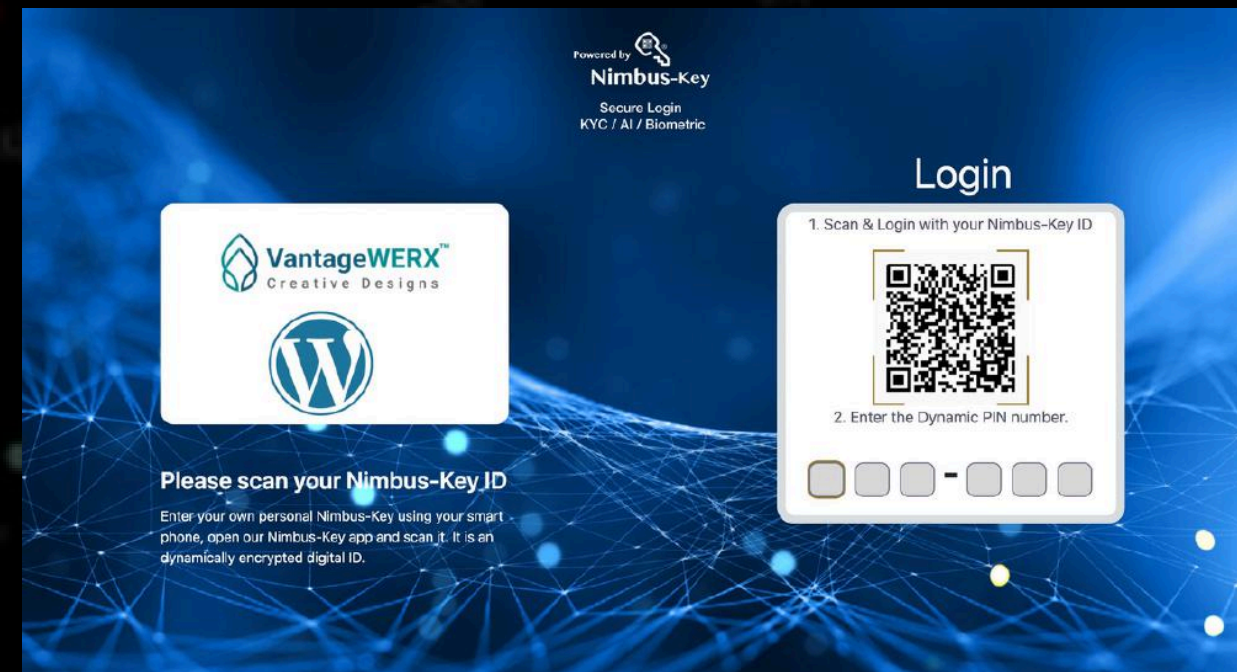 Powered by
Nimbus-Key
Secure Login
KYC / AI / Biometric
VantageWERX™
Creative Designs
W
Please scan your Nimbus-Key ID
Enter your own personal Nimbus-Key using your smart
phone, open our Nimbus-Key app and scan it. It is an
dynamically encrypted digital ID.
Login
1. Scan & Login with your Nimbus-Key ID
2. Enter the Dynamic PIN number.
-